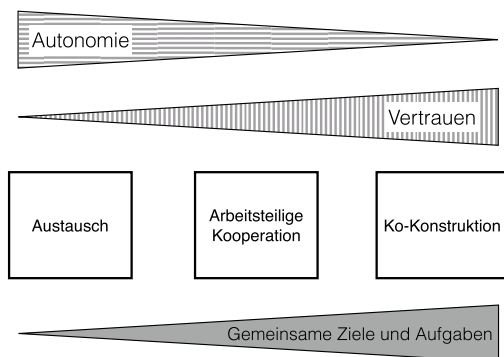 Autonomie
Vertrauen
Austausch
Arbeitsteilige
Kooperation
Ko-Konstruktion
Gemeinsame Ziele und Aufgaben